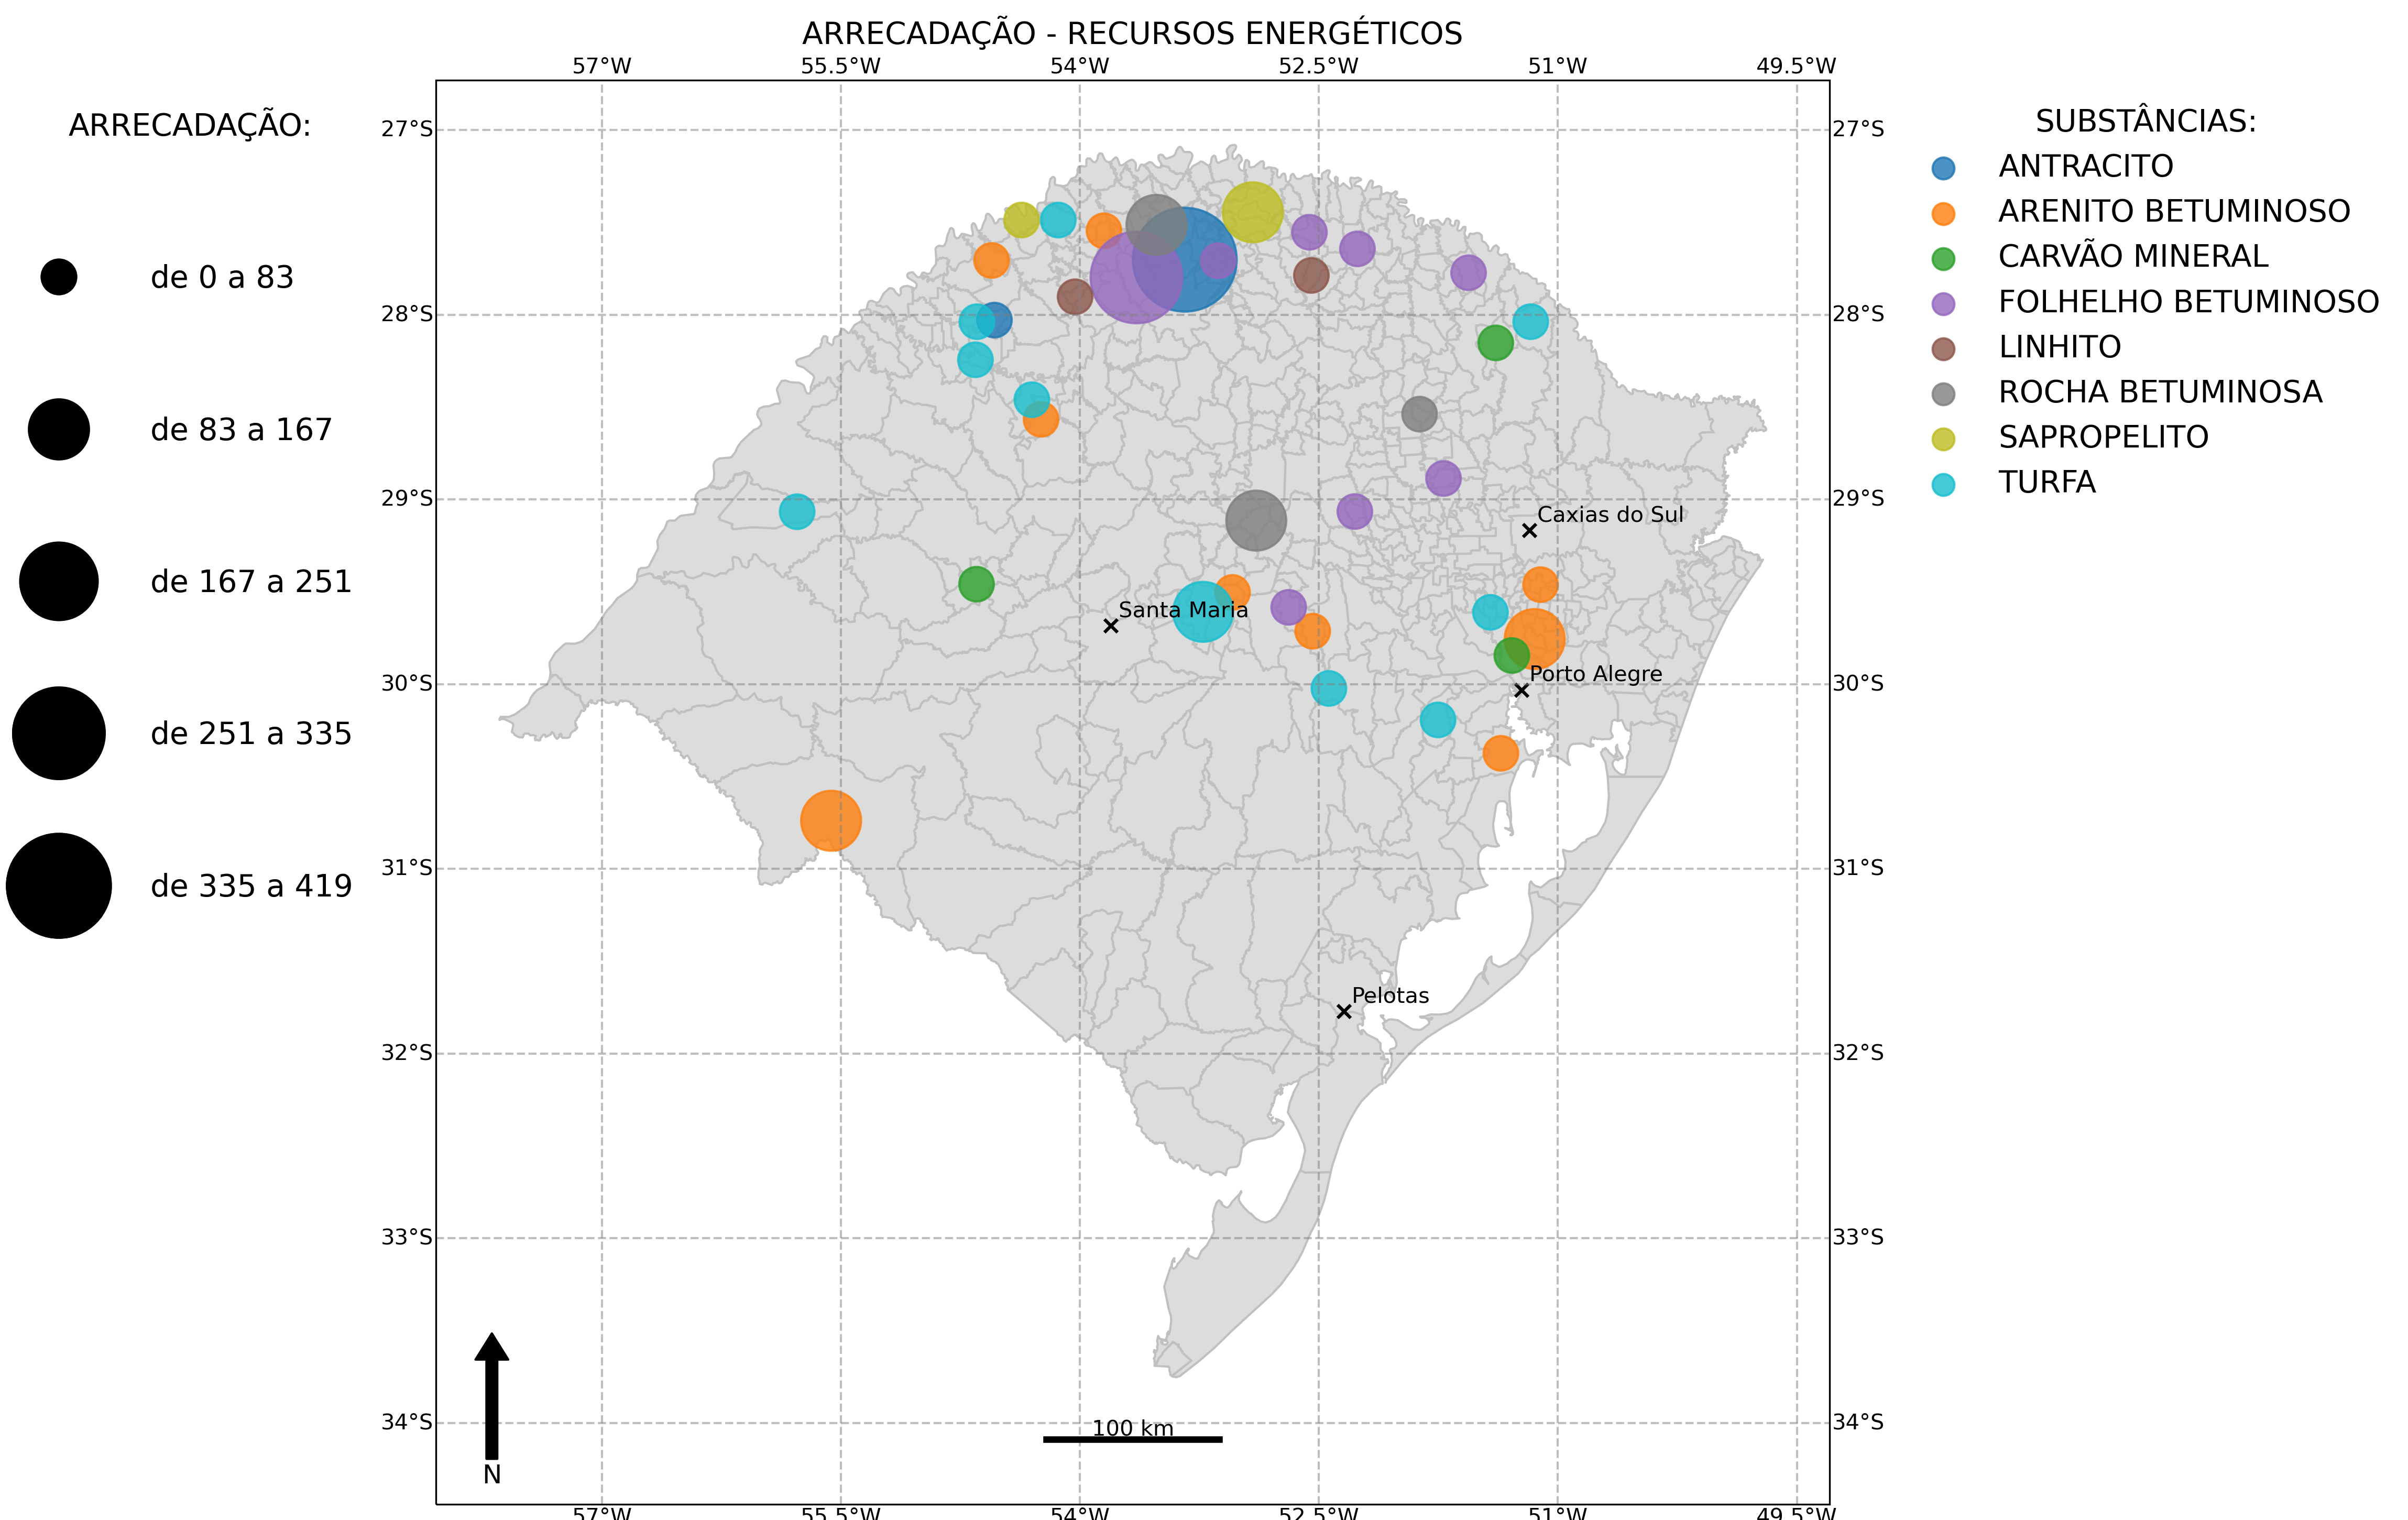 ARRECADAÇÃO - RECURSOS ENERGÉTICOS
57°W 55.5°W 54°W 52.5°W 51°W 49.5°W
ARRECADAÇÃO:
de 0 a 83
de 83 a 167
de 167 a 251
de 251 a 335
de 335 a 419
27°S 27°S
28°S 28°S
29°S 29°S
30°S 30°S
31°S 31°S
32°S 32°S
33°S 33°S
34°S 34°S
Caxias do Sul
Santa Maria
Porto Alegre
Pelotas
100 km
N
57°W 55.5°W 54°W 52.5°W 51°W 49.5°W
SUBSTÂNCIAS:
ANTRACITO
ARENITO BETUMINOSO
CARVÃO MINERAL
FOLHELHO BETUMINOSO
LINHITO
ROCHA BETUMINOSA
SAPROPELITO
TURFA